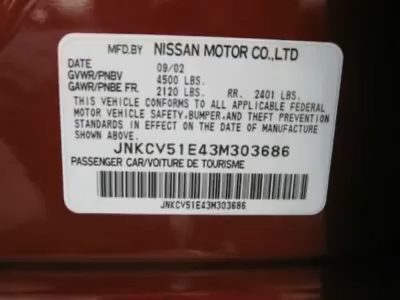 MFD.BY NISSAN MOTOR CO.,LTD
DATE 09/02
GVWR/PNBV 4500 LBS.
GAWR/PNBE.FR. 2120 LBS. RR. 2401 LBS.
THIS VEHICLE CONFORMS TO ALL APPLICABLE FEDERAL
MOTOR VEHICLE SAFETY,BUMPER,AND THEFT PREVENTION
STANDARDS IN EFFECT ON THE DATE OF MANUFACTURE
SHOWN ABOVE.
JNKCV51E43M303686
PASSENGER CAR/VOITURE DE TOURISME
JNKCV51E43M303686